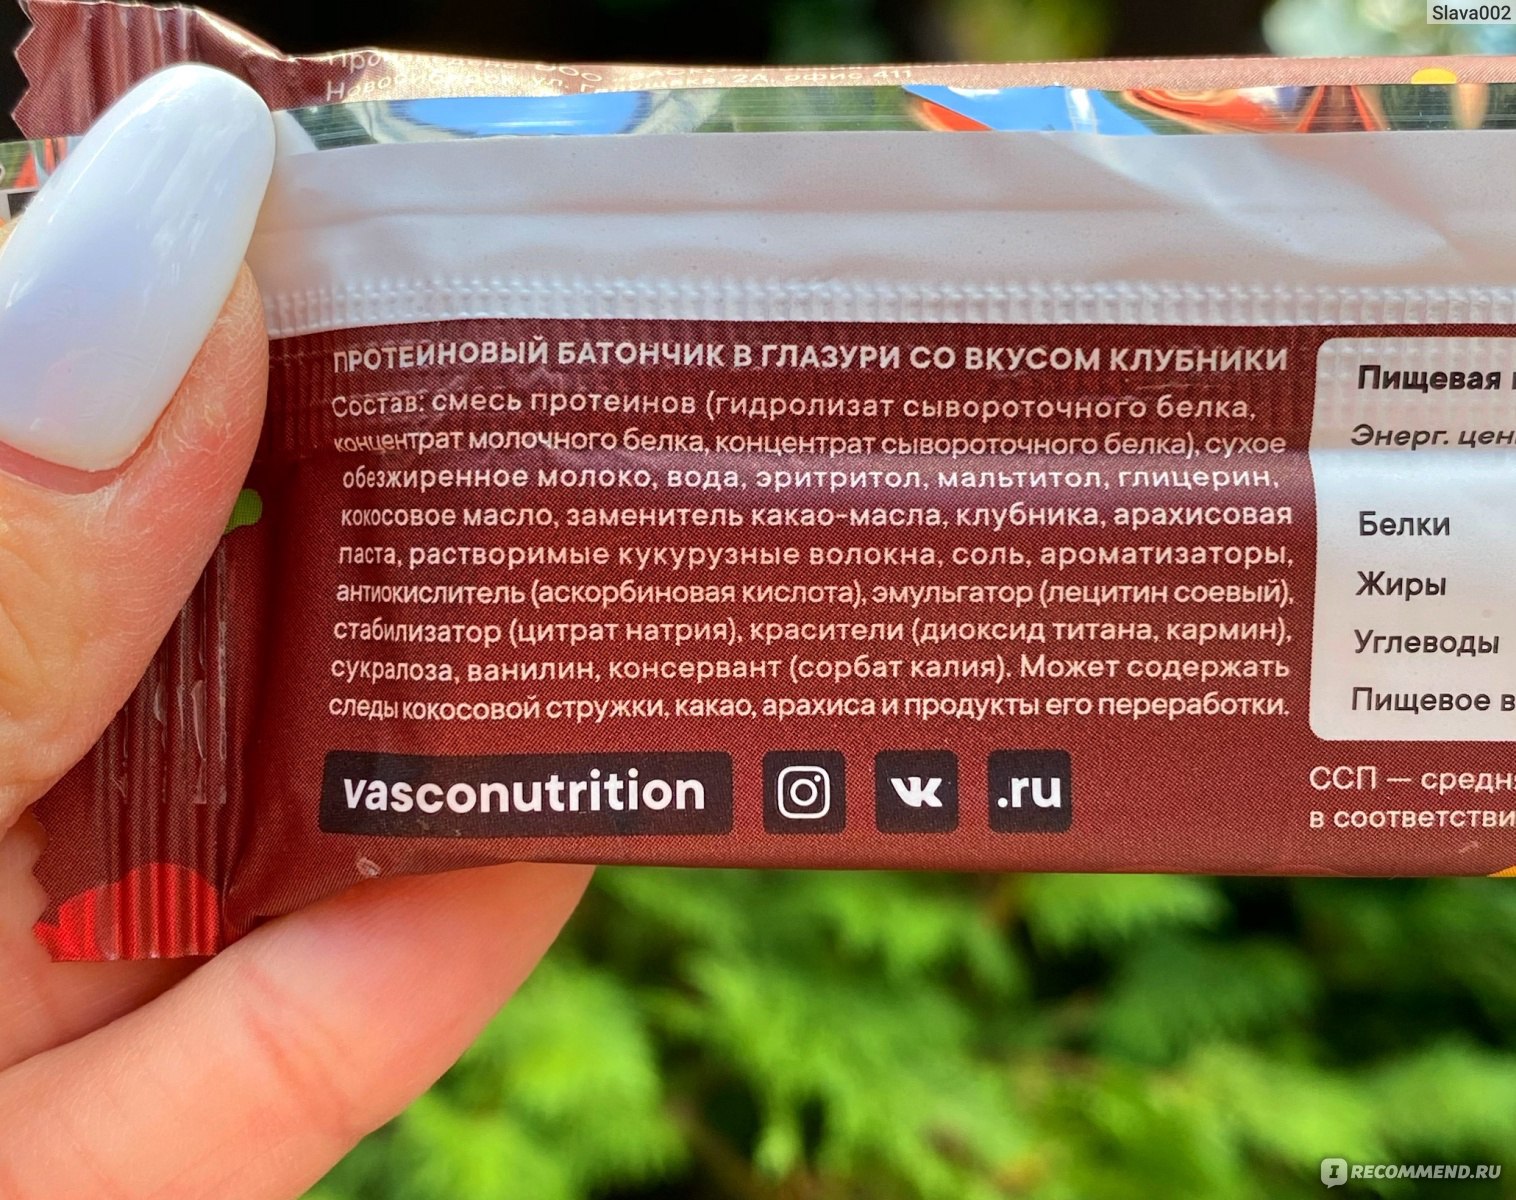 Slava002
2А, офис 411
ПРОТЕИНОВЫЙ БАТОНЧИК В ГЛАЗУРИ СО ВКУСОМ КЛУБНИКИ
Состав: смесь протеинов (гидролизат сывороточного белка,
концентрат молочного белка, концентрат сывороточного белка), сухое
обезжиренное молоко, вода, эритритол, мальтитол, глицерин,
кокосовое масло, заменитель какао-масла, клубника, арахисовая
паста, растворимые кукурузные волокна, соль, ароматизаторы,
антиокислитель (аскорбиновая кислота), эмульгатор (лецитин соевый),
стабилизатор (цитрат натрия), красители (диоксид титана, кармин),
сукралоза, ванилин, консервант (сорбат калия). Может содержать
следы кокосовой стружки, какао, арахиса и продукты его переработки.
vasconutrition
.ru
Пищевая
Энерг.
Белки
Жиры
Углеводы
Пищевое
ССП —
в
IRECOMMEND.RU